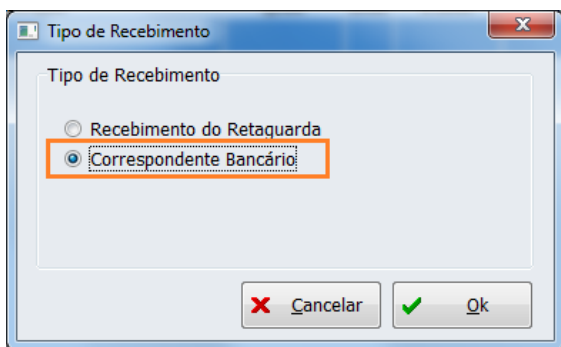 Tipo de Recebimento
Tipo de Recebimento
Recebimento do Retaguarda
Correspondente Bancário
Cancelar
Ok